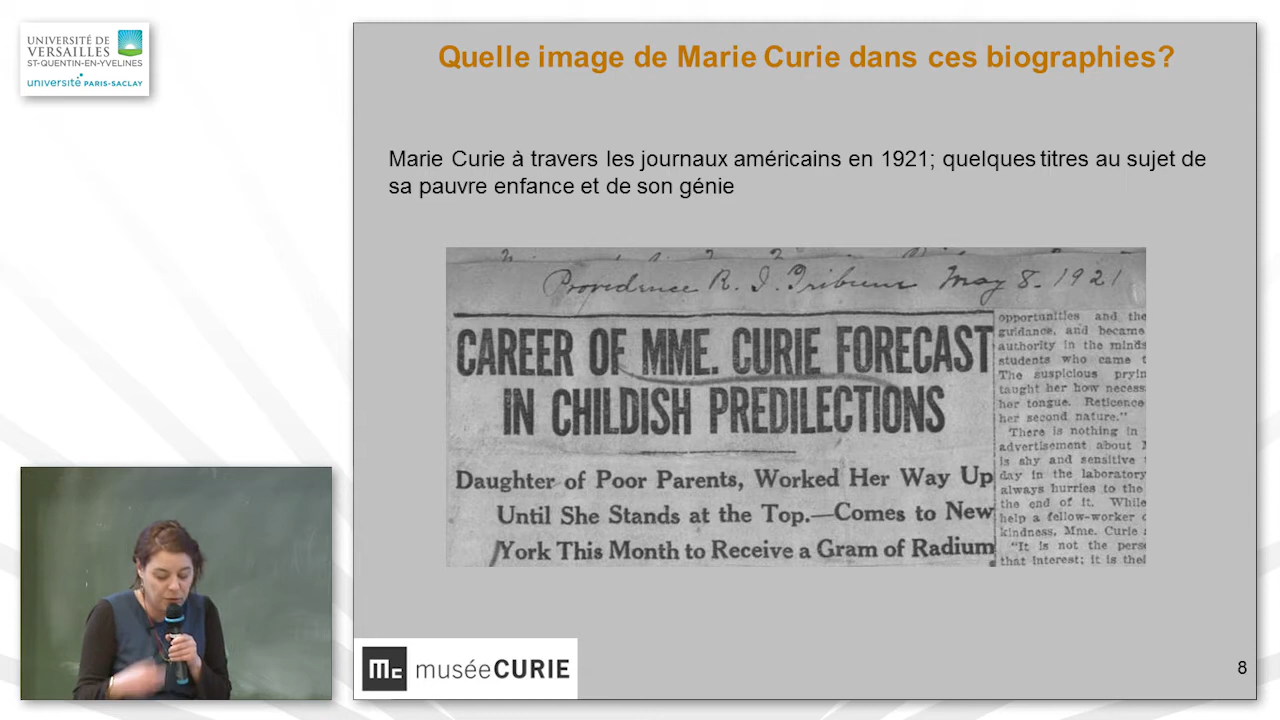 UNIVERSITÉ DE
VERSAILLES
ST-QUENTIN-EN-YVELINES
université PARIS-SACLAY
Quelle image de Marie Curie dans ces biographies?
Marie Curie à travers les journaux américains en 1921; quelques titres au sujet de
sa pauvre enfance et de son génie
Providence R. I. Tribune May 8. 1921
CAREER OF MME. CURIE FORECAST
IN CHILDISH PREDILECTIONS
Daughter of Poor Parents, Worked Her Way Up
Until She Stands at the Top.—Comes to New
York This Month to Receive a Gram of Radium
opportunities and the
guidance, and became
authority in the minds
students who came
The suspicious
taught her how
her tongue. Reticence
her second nature."
"There is nothing in
advertisement about
is shy and sensitive
day in the laboratory
always hurries to the
the end of it. While
help a fellow-worker
kindness, Mme. Curie
"It is not the
that interest; it is
Mc muséeCURIE
8